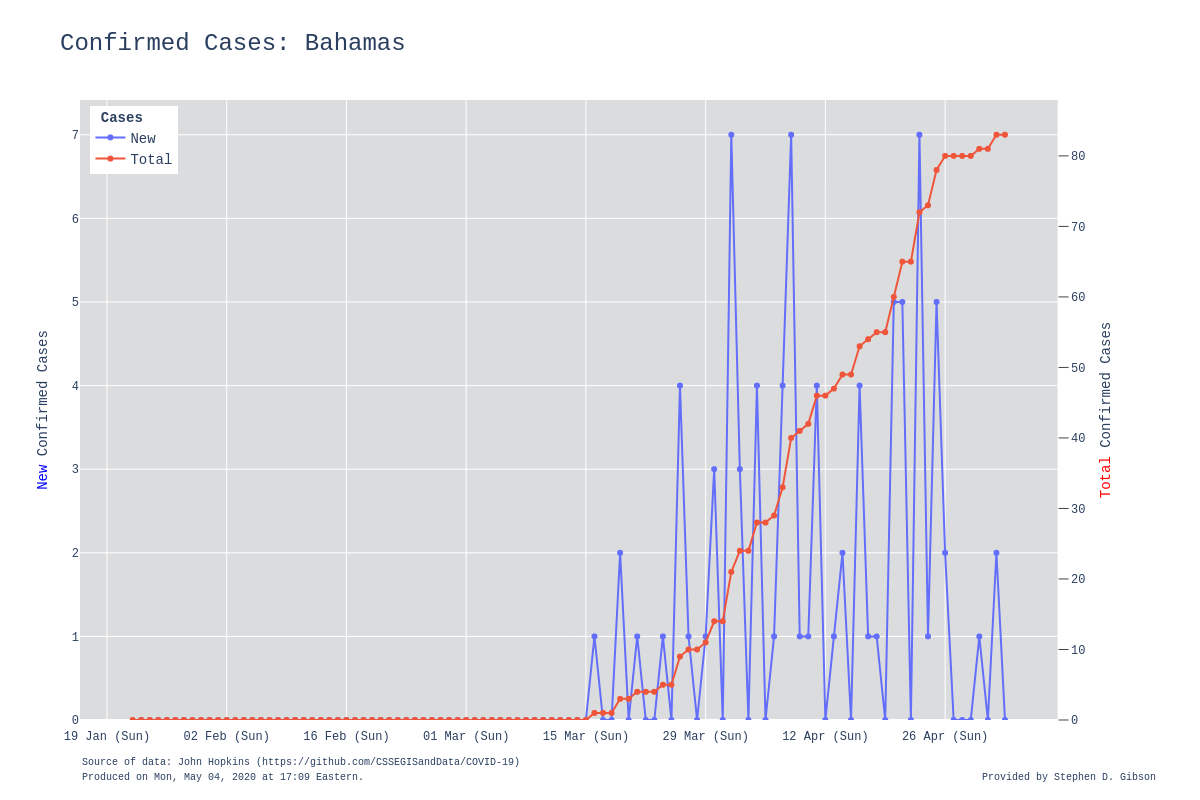 Confirmed Cases: Bahamas
Cases
New
Total
7
6
5
4
3
2
1
0
80
70
60
50
40
30
20
10
0
New Confirmed Cases
Total Confirmed Cases
19 Jan (Sun) 02 Feb (Sun) 16 Feb (Sun) 01 Mar (Sun) 15 Mar (Sun) 29 Mar (Sun) 12 Apr (Sun) 26 Apr (Sun)
Source of data: John Hopkins (https://github.com/CSSEGISandData/COVID-19)
Produced on Mon, May 04, 2020 at 17:09 Eastern.
Provided by Stephen D. Gibson